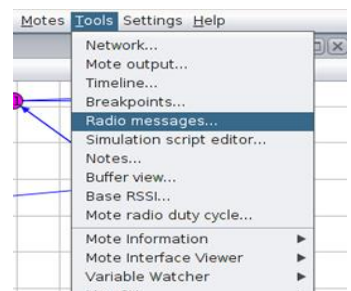 Motes Tools Settings Help
Network...
Mote output...
Timeline...
Breakpoints...
Radio messages...
Simulation script editor...
Notes...
Buffer view...
Base RSSI...
Mote radio duty cycle...
Mote Information
Mote Interface Viewer
Variable Watcher